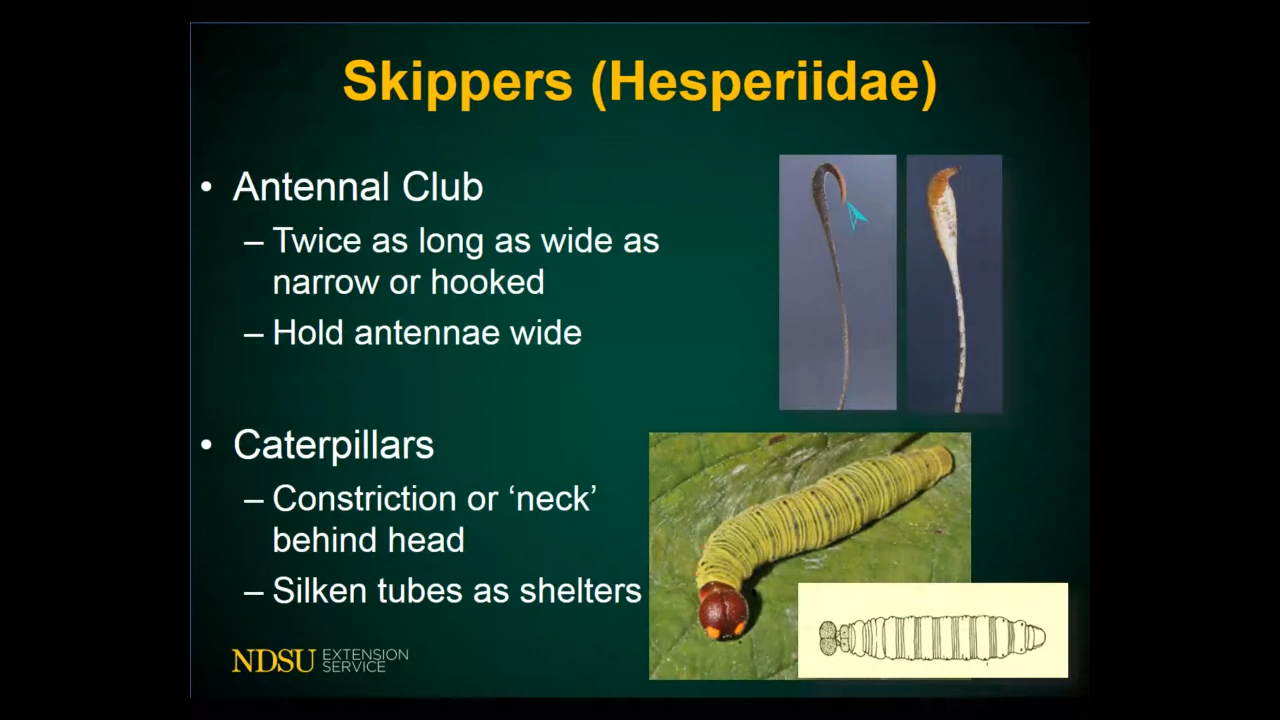 Skippers (Hesperiidae)
• Antennal Club
– Twice as long as wide as
narrow or hooked
– Hold antennae wide
• Caterpillars
– Constriction or ‘neck’
behind head
– Silken tubes as shelters
NDSU EXTENSION
SERVICE